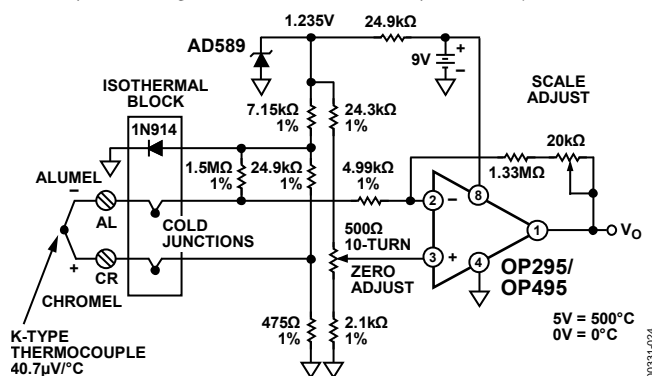 1.235V
24.9kΩ
AD589
9V
+
−
ISOTHERMAL
BLOCK
SCALE
ADJUST
7.15kΩ
1%
24.3kΩ
1%
1N914
20kΩ
1.33MΩ
ALUMEL
1.5MΩ
1%
24.9kΩ
1%
4.99kΩ
1%
−
AL
2
−
8
COLD
JUNCTIONS
500Ω
10-TURN
1
VO
3
+
4
ZERO
ADJUST
OP295/
OP495
+
CR
CHROMEL
K-TYPE
THERMOCOUPLE
40.7µV/°C
475Ω
1%
2.1kΩ
1%
5V = 500°C
0V = 0°C
00331-024